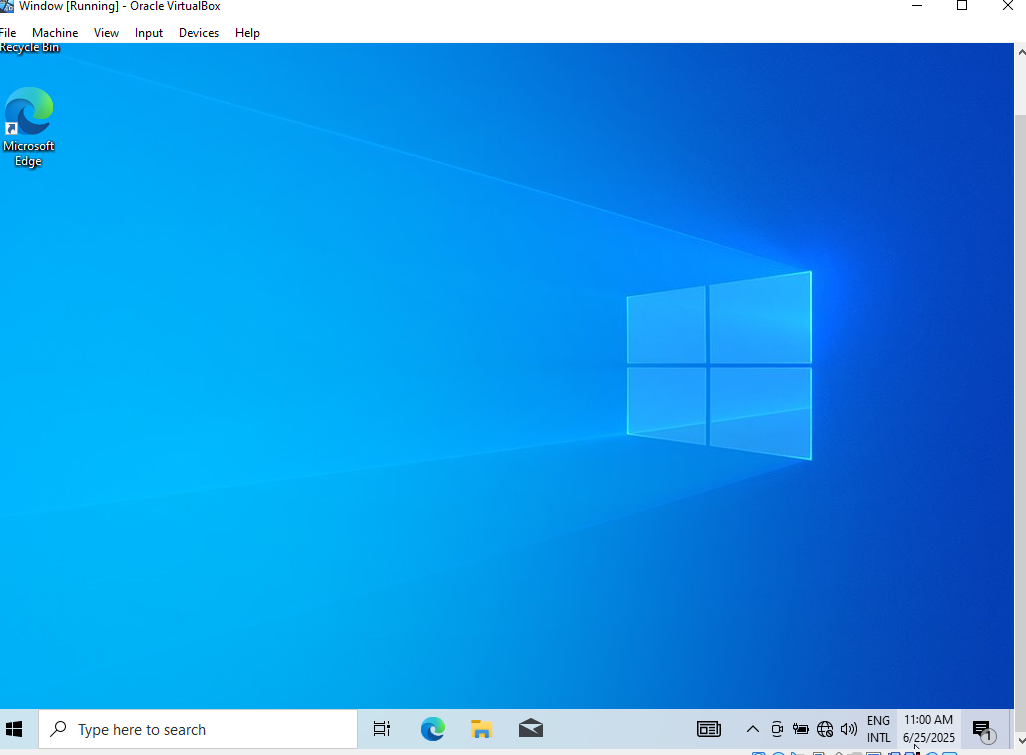 Window [Running] - Oracle VirtualBox
File Machine View Input Devices Help
Recycle Bin
Microsoft
Edge
Type here to search
ENG
INTL
11:00 AM
6/25/2025
1